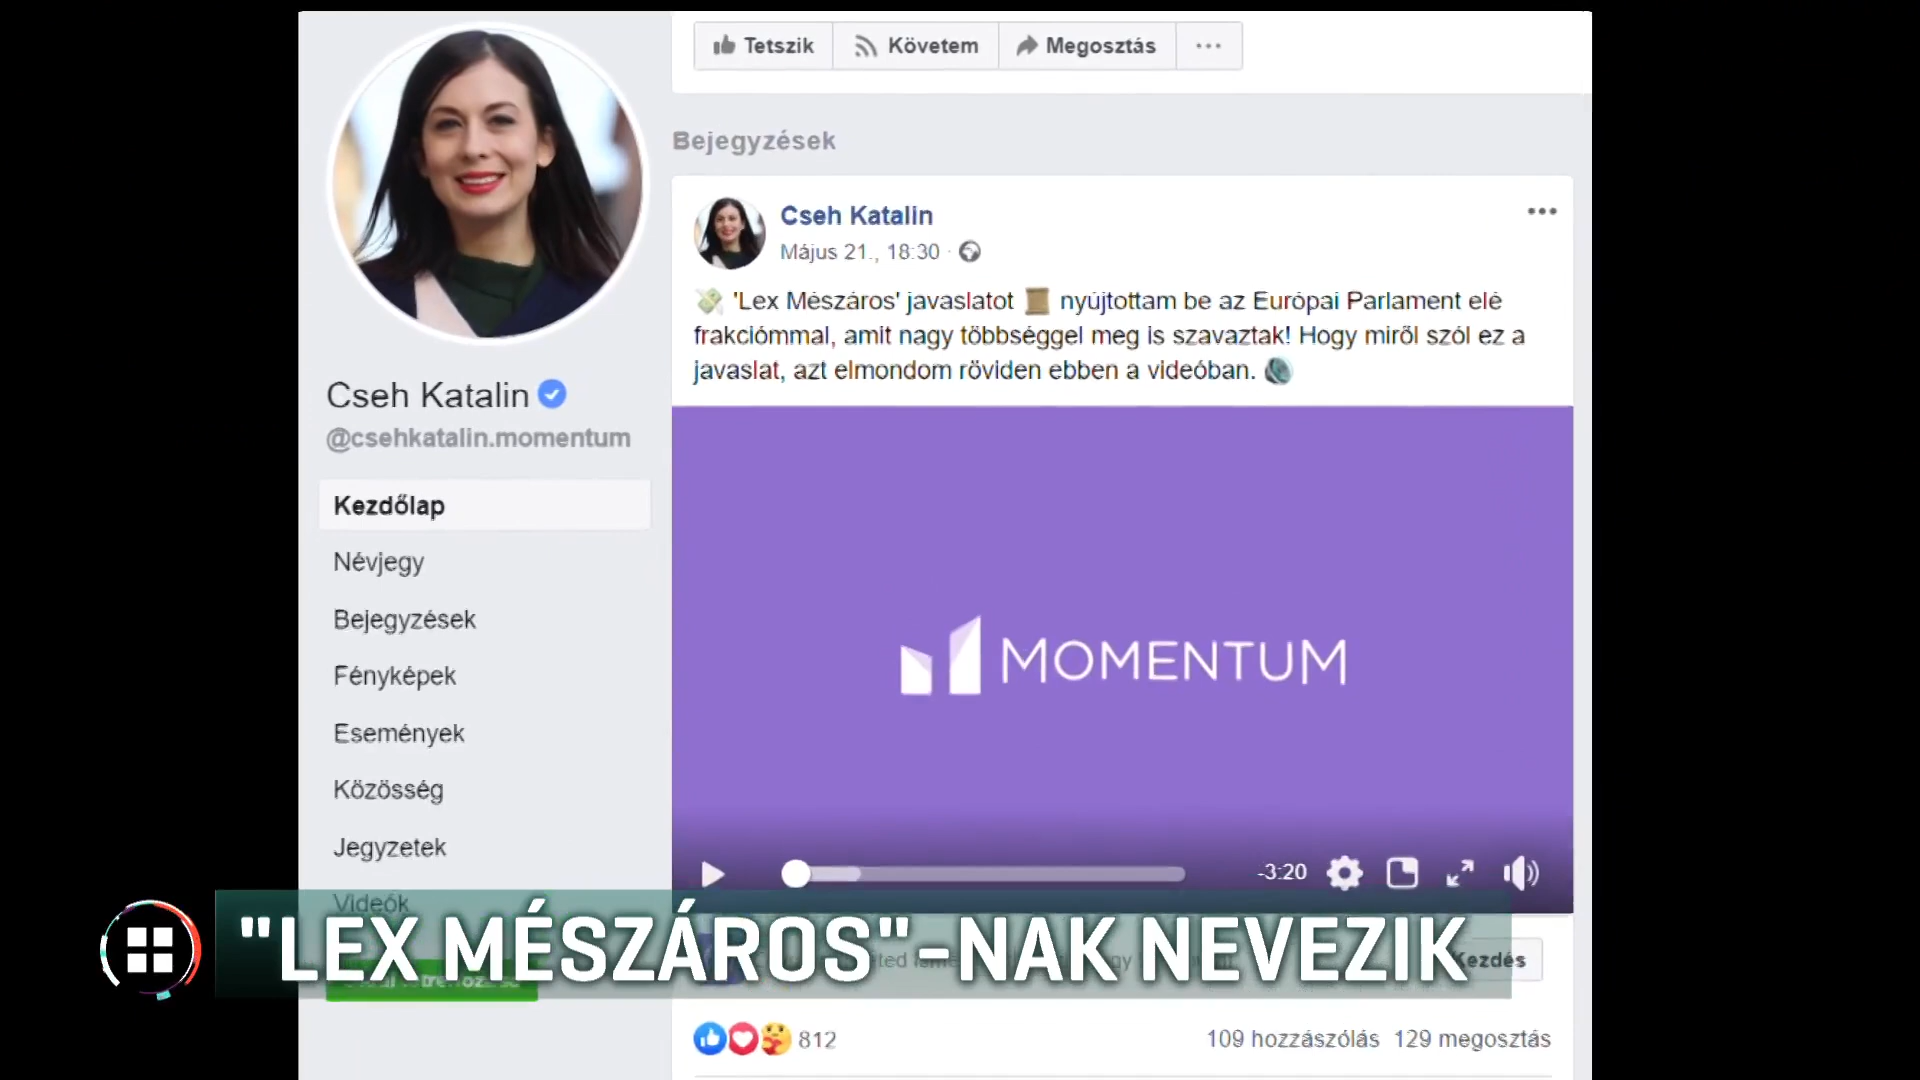 Tetszik
Követem
Megosztás
Bejegyzések
Cseh Katalin
Május 21., 18:30
'Lex Mészáros' javaslatot nyújtottam be az Európai Parlament elé
frakciómmal, amit nagy többséggel meg is szavaztak! Hogy miről szól ez a
javaslat, azt elmondom röviden ebben a videóban.
Cseh Katalin
@csehkatalin.momentum
Kezdőlap
Névjegy
Bejegyzések
Fényképek
Események
Közösség
Jegyzetek
Videók
MOMENTUM
-3:20
"LEX MÉSZÁROS"-NAK NEVEZIK
Kezdés
812
109 hozzászólás 129 megosztás